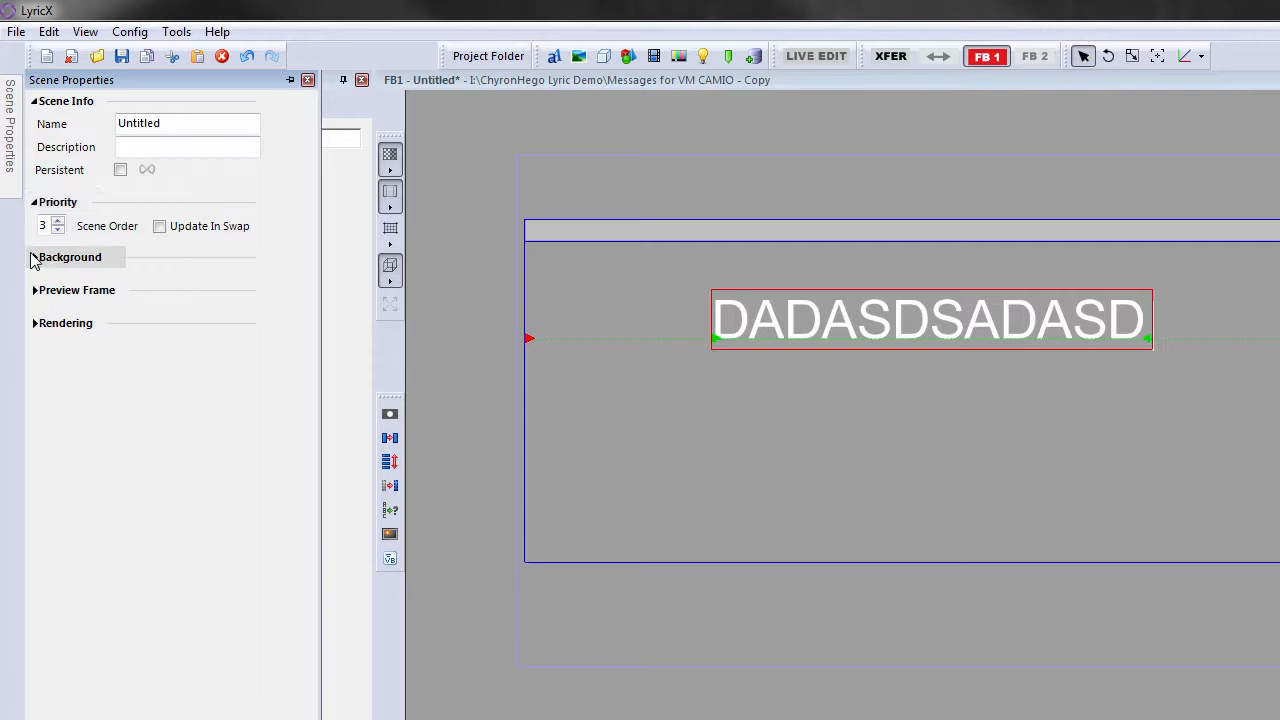 LyricX
File Edit View Config Tools Help
Project Folder LIVE EDIT XFER FB 1 FB 2
Scene Properties
FB1 - Untitled* - I:\ChyronHego Lyric Demo\Messages for VM CAMIO - Copy
Scene Properties
Scene Info
Name Untitled
Description
Persistent
Priority
3 Scene Order Update In Swap
Background
Preview Frame
Rendering
DADASDSADASD